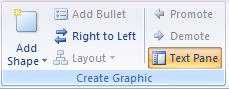 Add
Shape
Add Bullet
Right to Left
Layout
Promote
Demote
Text Pane
Create Graphic